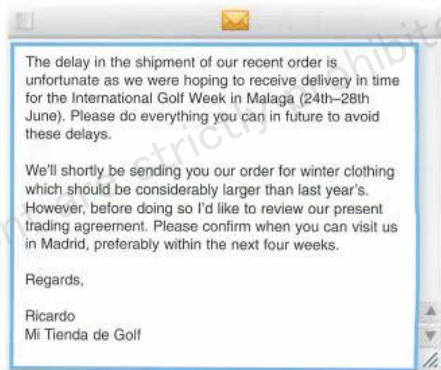 The delay in the shipment of our recent order is
unfortunate as we were hoping to receive delivery in time
for the International Golf Week in Malaga (24th–28th
June). Please do everything you can in future to avoid
these delays.
We'll shortly be sending you our order for winter clothing
which should be considerably larger than last year's.
However, before doing so I'd like to review our present
trading agreement. Please confirm when you can visit us
in Madrid, preferably within the next four weeks.
Regards,
Ricardo
Mi Tienda de Golf